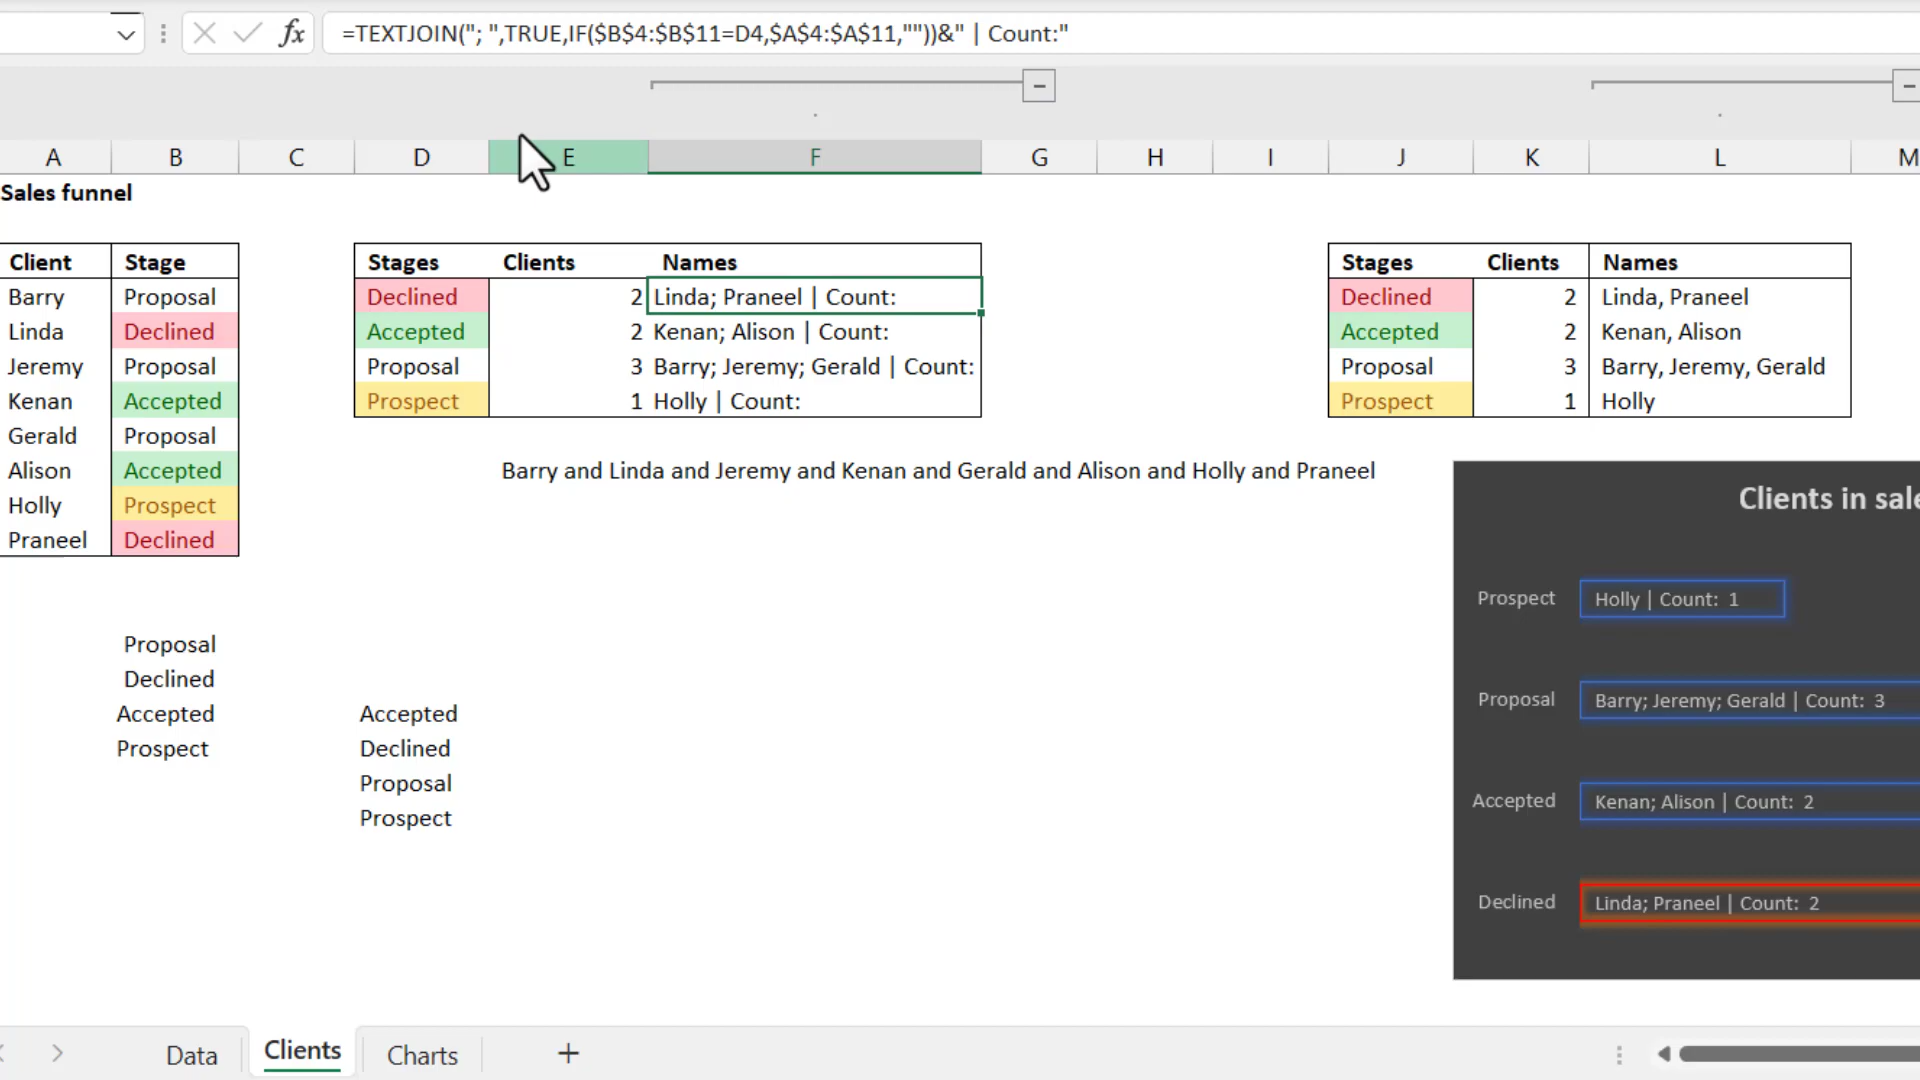 fx =TEXTJOIN("; ",TRUE,IF($B$4:$B$11=D4,$A$4:$A$11,""))&" | Count:"
A B C D E F G H I J K L M
Sales funnel
Client Stage Stages Clients Names Stages Clients Names
Barry Proposal Declined 2 Linda; Praneel | Count: Declined 2 Linda, Praneel
Linda Declined Accepted 2 Kenan; Alison | Count: Accepted 2 Kenan, Alison
Jeremy Proposal Proposal 3 Barry; Jeremy; Gerald | Count: Proposal 3 Barry, Jeremy, Gerald
Kenan Accepted Prospect 1 Holly | Count: Prospect 1 Holly
Gerald Proposal
Alison Accepted Barry and Linda and Jeremy and Kenan and Gerald and Alison and Holly and Praneel
Holly Prospect
Praneel Declined
Proposal
Declined
Accepted Accepted
Prospect Declined
Proposal
Prospect
Clients in sale
Prospect Holly | Count: 1
Proposal Barry; Jeremy; Gerald | Count: 3
Accepted Kenan; Alison | Count: 2
Declined Linda; Praneel | Count: 2
Data Clients Charts +